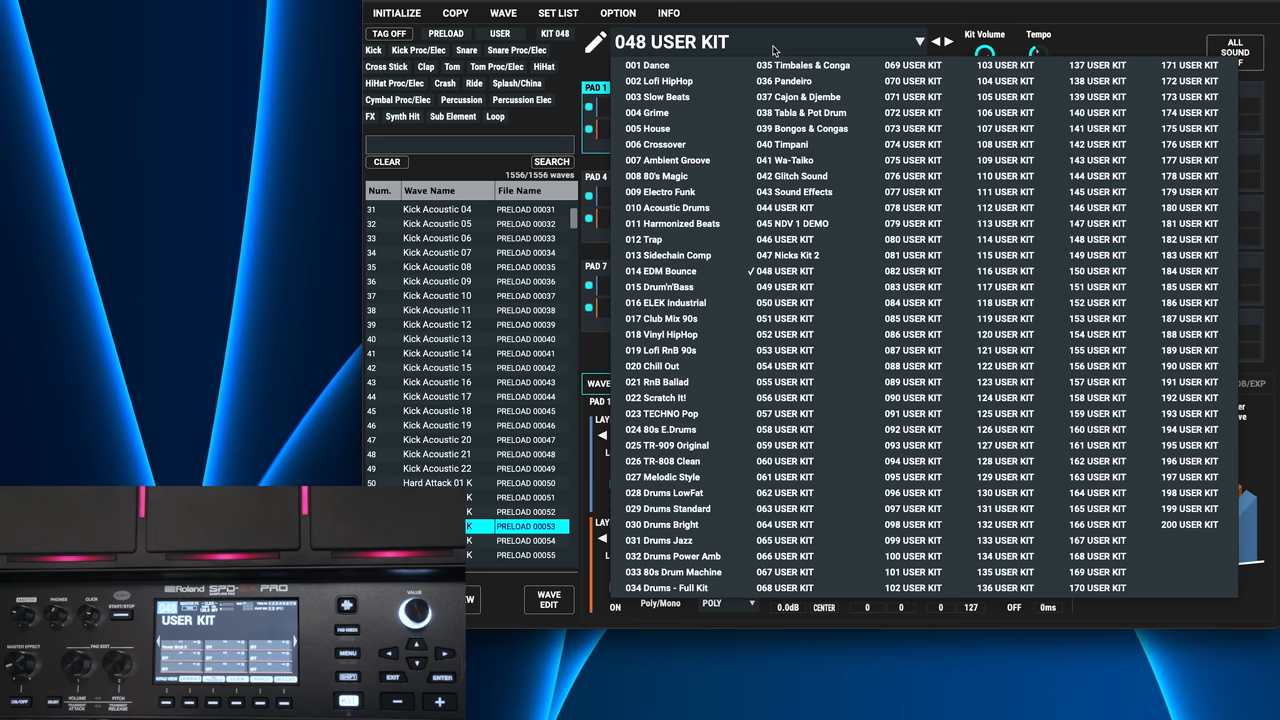 INITIALIZE COPY WAVE SET LIST OPTION INFO
TAG OFF PRELOAD USER KIT 048
Kick Kick Proc/Elec Snare Snare Proc/Elec
Cross Stick Clap Tom Tom Proc/Elec HiHat
HiHat Proc/Elec Crash Ride Splash/China
Cymbal Proc/Elec Percussion Percussion Elec
FX Synth Hit Sub Element Loop
CLEAR SEARCH
1556/1556 waves
Num. Wave Name File Name
31 Kick Acoustic 04 PRELOAD 00031
32 Kick Acoustic 05 PRELOAD 00032
33 Kick Acoustic 06 PRELOAD 00033
34 Kick Acoustic 07 PRELOAD 00034
35 Kick Acoustic 08 PRELOAD 00035
36 Kick Acoustic 09 PRELOAD 00036
37 Kick Acoustic 10 PRELOAD 00037
38 Kick Acoustic 11 PRELOAD 00038
39 Kick Acoustic 12 PRELOAD 00039
40 Kick Acoustic 13 PRELOAD 00040
41 Kick Acoustic 14 PRELOAD 00041
42 Kick Acoustic 15 PRELOAD 00042
43 Kick Acoustic 16 PRELOAD 00043
44 Kick Acoustic 17 PRELOAD 00044
45 Kick Acoustic 18 PRELOAD 00045
46 Kick Acoustic 19 PRELOAD 00046
47 Kick Acoustic 20 PRELOAD 00047
48 Kick Acoustic 21 PRELOAD 00048
49 Kick Acoustic 22 PRELOAD 00049
50 Hard Attack 01 K PRELOAD 00050
K PRELOAD 00051
K PRELOAD 00052
K PRELOAD 00053
K PRELOAD 00054
K PRELOAD 00055
WAVE EDIT
048 USER KIT
Kit Volume Tempo
ALL
SOUND
PAD 1
PAD 4
PAD 7
WAVE
PAD 1
001 Dance
002 Lofi HipHop
003 Slow Beats
004 Grime
005 House
006 Crossover
007 Ambient Groove
008 80's Magic
009 Electro Funk
010 Acoustic Drums
011 Harmonized Beats
012 Trap
013 Sidechain Comp
014 EDM Bounce
015 Drum'n'Bass
016 ELEK Industrial
017 Club Mix 90s
018 Vinyl HipHop
019 Lofi RnB 90s
020 Chill Out
021 RnB Ballad
022 Scratch It!
023 TECHNO Pop
024 80s E.Drums
025 TR-909 Original
026 TR-808 Clean
027 Melodic Style
028 Drums LowFat
029 Drums Standard
030 Drums Bright
031 Drums Jazz
032 Drums Power Amb
033 80s Drum Machine
034 Drums - Full Kit
035 Timbales & Conga
036 Pandeiro
037 Cajon & Djembe
038 Tabla & Pot Drum
039 Bongos & Congas
040 Timpani
041 Wa-Taiko
042 Glitch Sound
043 Sound Effects
044 USER KIT
045 NDV 1 DEMO
046 USER KIT
047 Nicks Kit 2
✓ 048 USER KIT
049 USER KIT
050 USER KIT
051 USER KIT
052 USER KIT
053 USER KIT
054 USER KIT
055 USER KIT
056 USER KIT
057 USER KIT
058 USER KIT
059 USER KIT
060 USER KIT
061 USER KIT
062 USER KIT
063 USER KIT
064 USER KIT
065 USER KIT
066 USER KIT
067 USER KIT
068 USER KIT
069 USER KIT
070 USER KIT
071 USER KIT
072 USER KIT
073 USER KIT
074 USER KIT
075 USER KIT
076 USER KIT
077 USER KIT
078 USER KIT
079 USER KIT
080 USER KIT
081 USER KIT
082 USER KIT
083 USER KIT
084 USER KIT
085 USER KIT
086 USER KIT
087 USER KIT
088 USER KIT
089 USER KIT
090 USER KIT
091 USER KIT
092 USER KIT
093 USER KIT
094 USER KIT
095 USER KIT
096 USER KIT
097 USER KIT
098 USER KIT
099 USER KIT
100 USER KIT
101 USER KIT
102 USER KIT
103 USER KIT
104 USER KIT
105 USER KIT
106 USER KIT
107 USER KIT
108 USER KIT
109 USER KIT
110 USER KIT
111 USER KIT
112 USER KIT
113 USER KIT
114 USER KIT
115 USER KIT
116 USER KIT
117 USER KIT
118 USER KIT
119 USER KIT
120 USER KIT
121 USER KIT
122 USER KIT
123 USER KIT
124 USER KIT
125 USER KIT
126 USER KIT
127 USER KIT
128 USER KIT
129 USER KIT
130 USER KIT
131 USER KIT
132 USER KIT
133 USER KIT
134 USER KIT
135 USER KIT
136 USER KIT
137 USER KIT
138 USER KIT
139 USER KIT
140 USER KIT
141 USER KIT
142 USER KIT
143 USER KIT
144 USER KIT
145 USER KIT
146 USER KIT
147 USER KIT
148 USER KIT
149 USER KIT
150 USER KIT
151 USER KIT
152 USER KIT
153 USER KIT
154 USER KIT
155 USER KIT
156 USER KIT
157 USER KIT
158 USER KIT
159 USER KIT
160 USER KIT
161 USER KIT
162 USER KIT
163 USER KIT
164 USER KIT
165 USER KIT
166 USER KIT
167 USER KIT
168 USER KIT
169 USER KIT
170 USER KIT
171 USER KIT
172 USER KIT
173 USER KIT
174 USER KIT
175 USER KIT
176 USER KIT
177 USER KIT
178 USER KIT
179 USER KIT
180 USER KIT
181 USER KIT
182 USER KIT
183 USER KIT
184 USER KIT
185 USER KIT
186 USER KIT
187 USER KIT
188 USER KIT
189 USER KIT
190 USER KIT
191 USER KIT
192 USER KIT
193 USER KIT
194 USER KIT
195 USER KIT
196 USER KIT
197 USER KIT
198 USER KIT
199 USER KIT
200 USER KIT
ON Poly/Mono POLY 0.0dB CENTER 0 0 0 127 OFF 0ms
Roland SPD-SX PRO
MASTER PHONES CLICK START/STOP
048
USER KIT
VALUE
PAD CHECK
MENU
SHIFT
KIT
EXIT ENTER
MASTER EFFECT
PAD EDIT
ON/OFF
VOLUME PITCH
TRANSIENT ATTACK TRANSIENT RELEASE